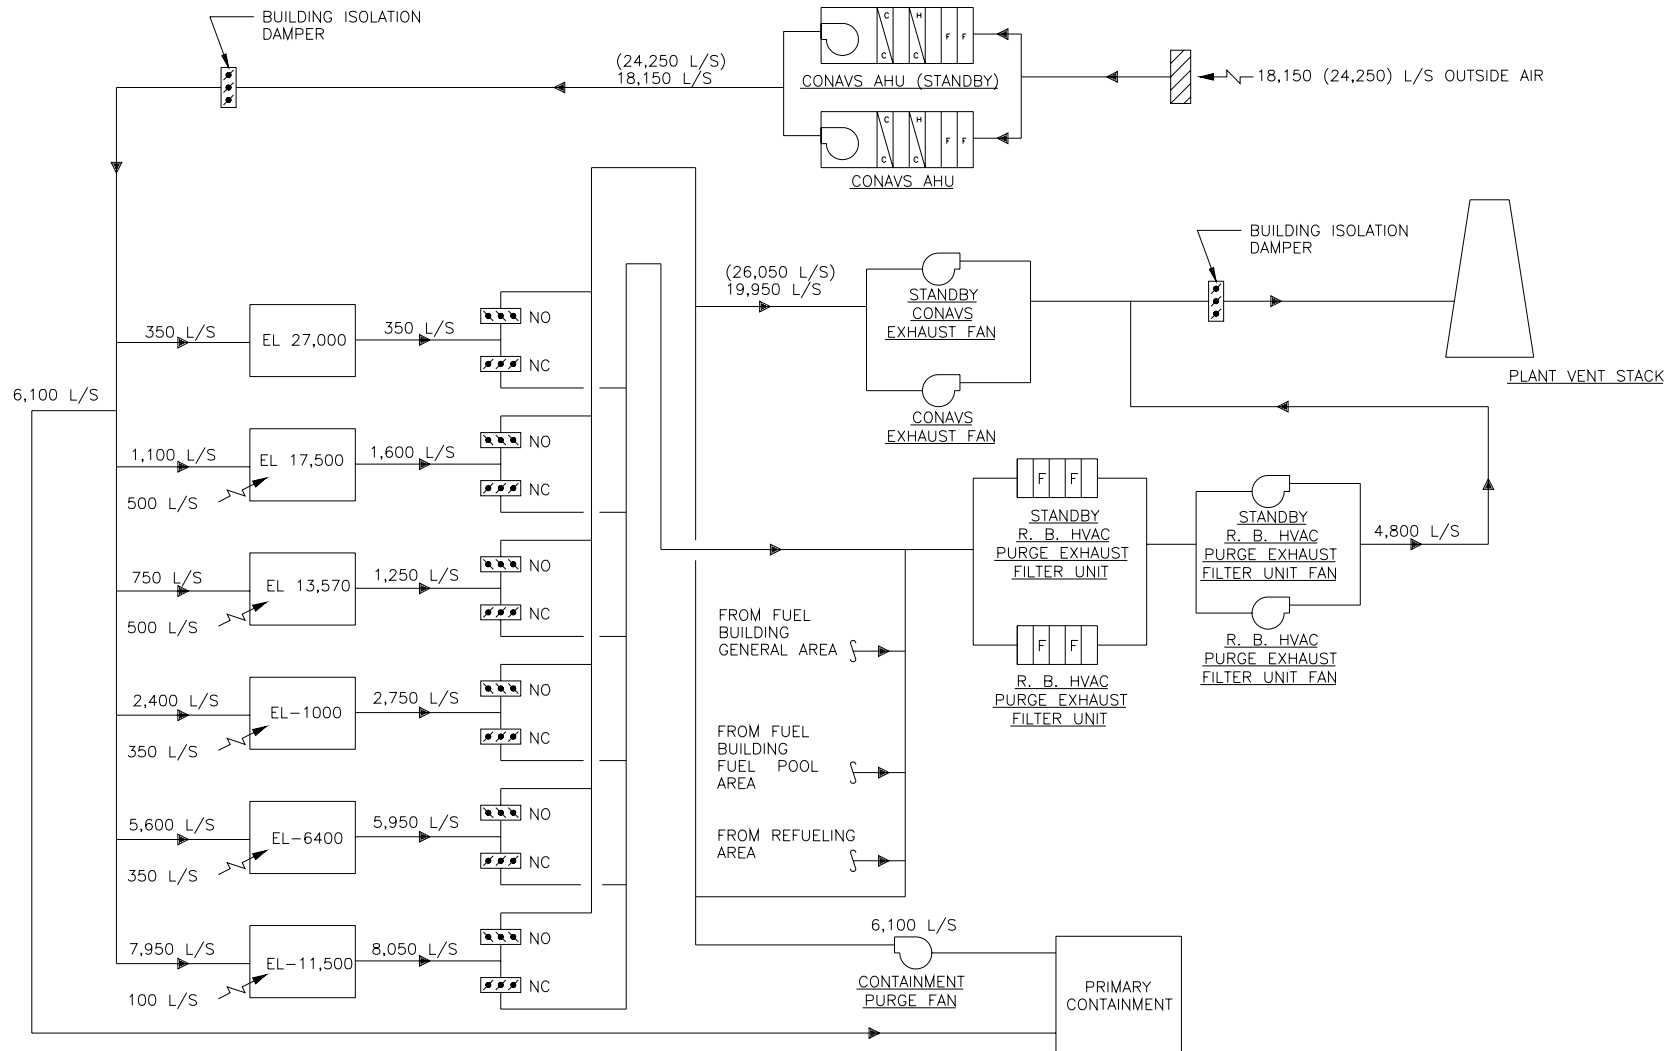 BUILDING ISOLATION
DAMPER
(24,250 L/S)
18,150 L/S
C
H
C
C
F
F
CONAVS AHU (STANDBY)
18,150 (24,250) L/S OUTSIDE AIR
C
H
C
C
F
F
CONAVS AHU
BUILDING ISOLATION
DAMPER
PLANT VENT STACK
(26,050 L/S)
19,950 L/S
STANDBY
CONAVS
EXHAUST FAN
CONAVS
EXHAUST FAN
350 L/S
EL 27,000
350 L/S
NO
NC
6,100 L/S
1,100 L/S
500 L/S
EL 17,500
1,600 L/S
NO
NC
750 L/S
500 L/S
EL 13,570
1,250 L/S
NO
NC
2,400 L/S
350 L/S
EL-1000
2,750 L/S
NO
NC
5,600 L/S
350 L/S
EL-6400
5,950 L/S
NO
NC
7,950 L/S
100 L/S
EL-11,500
8,050 L/S
NO
NC
F
F
STANDBY
R. B. HVAC
PURGE EXHAUST
FILTER UNIT
F
F
R. B. HVAC
PURGE EXHAUST
FILTER UNIT
STANDBY
R. B. HVAC
PURGE EXHAUST
FILTER UNIT FAN
R. B. HVAC
PURGE EXHAUST
FILTER UNIT FAN
4,800 L/S
FROM FUEL
BUILDING
GENERAL AREA
FROM FUEL
BUILDING
FUEL POOL
AREA
FROM REFUELING
AREA
6,100 L/S
CONTAINMENT
PURGE FAN
PRIMARY
CONTAINMENT